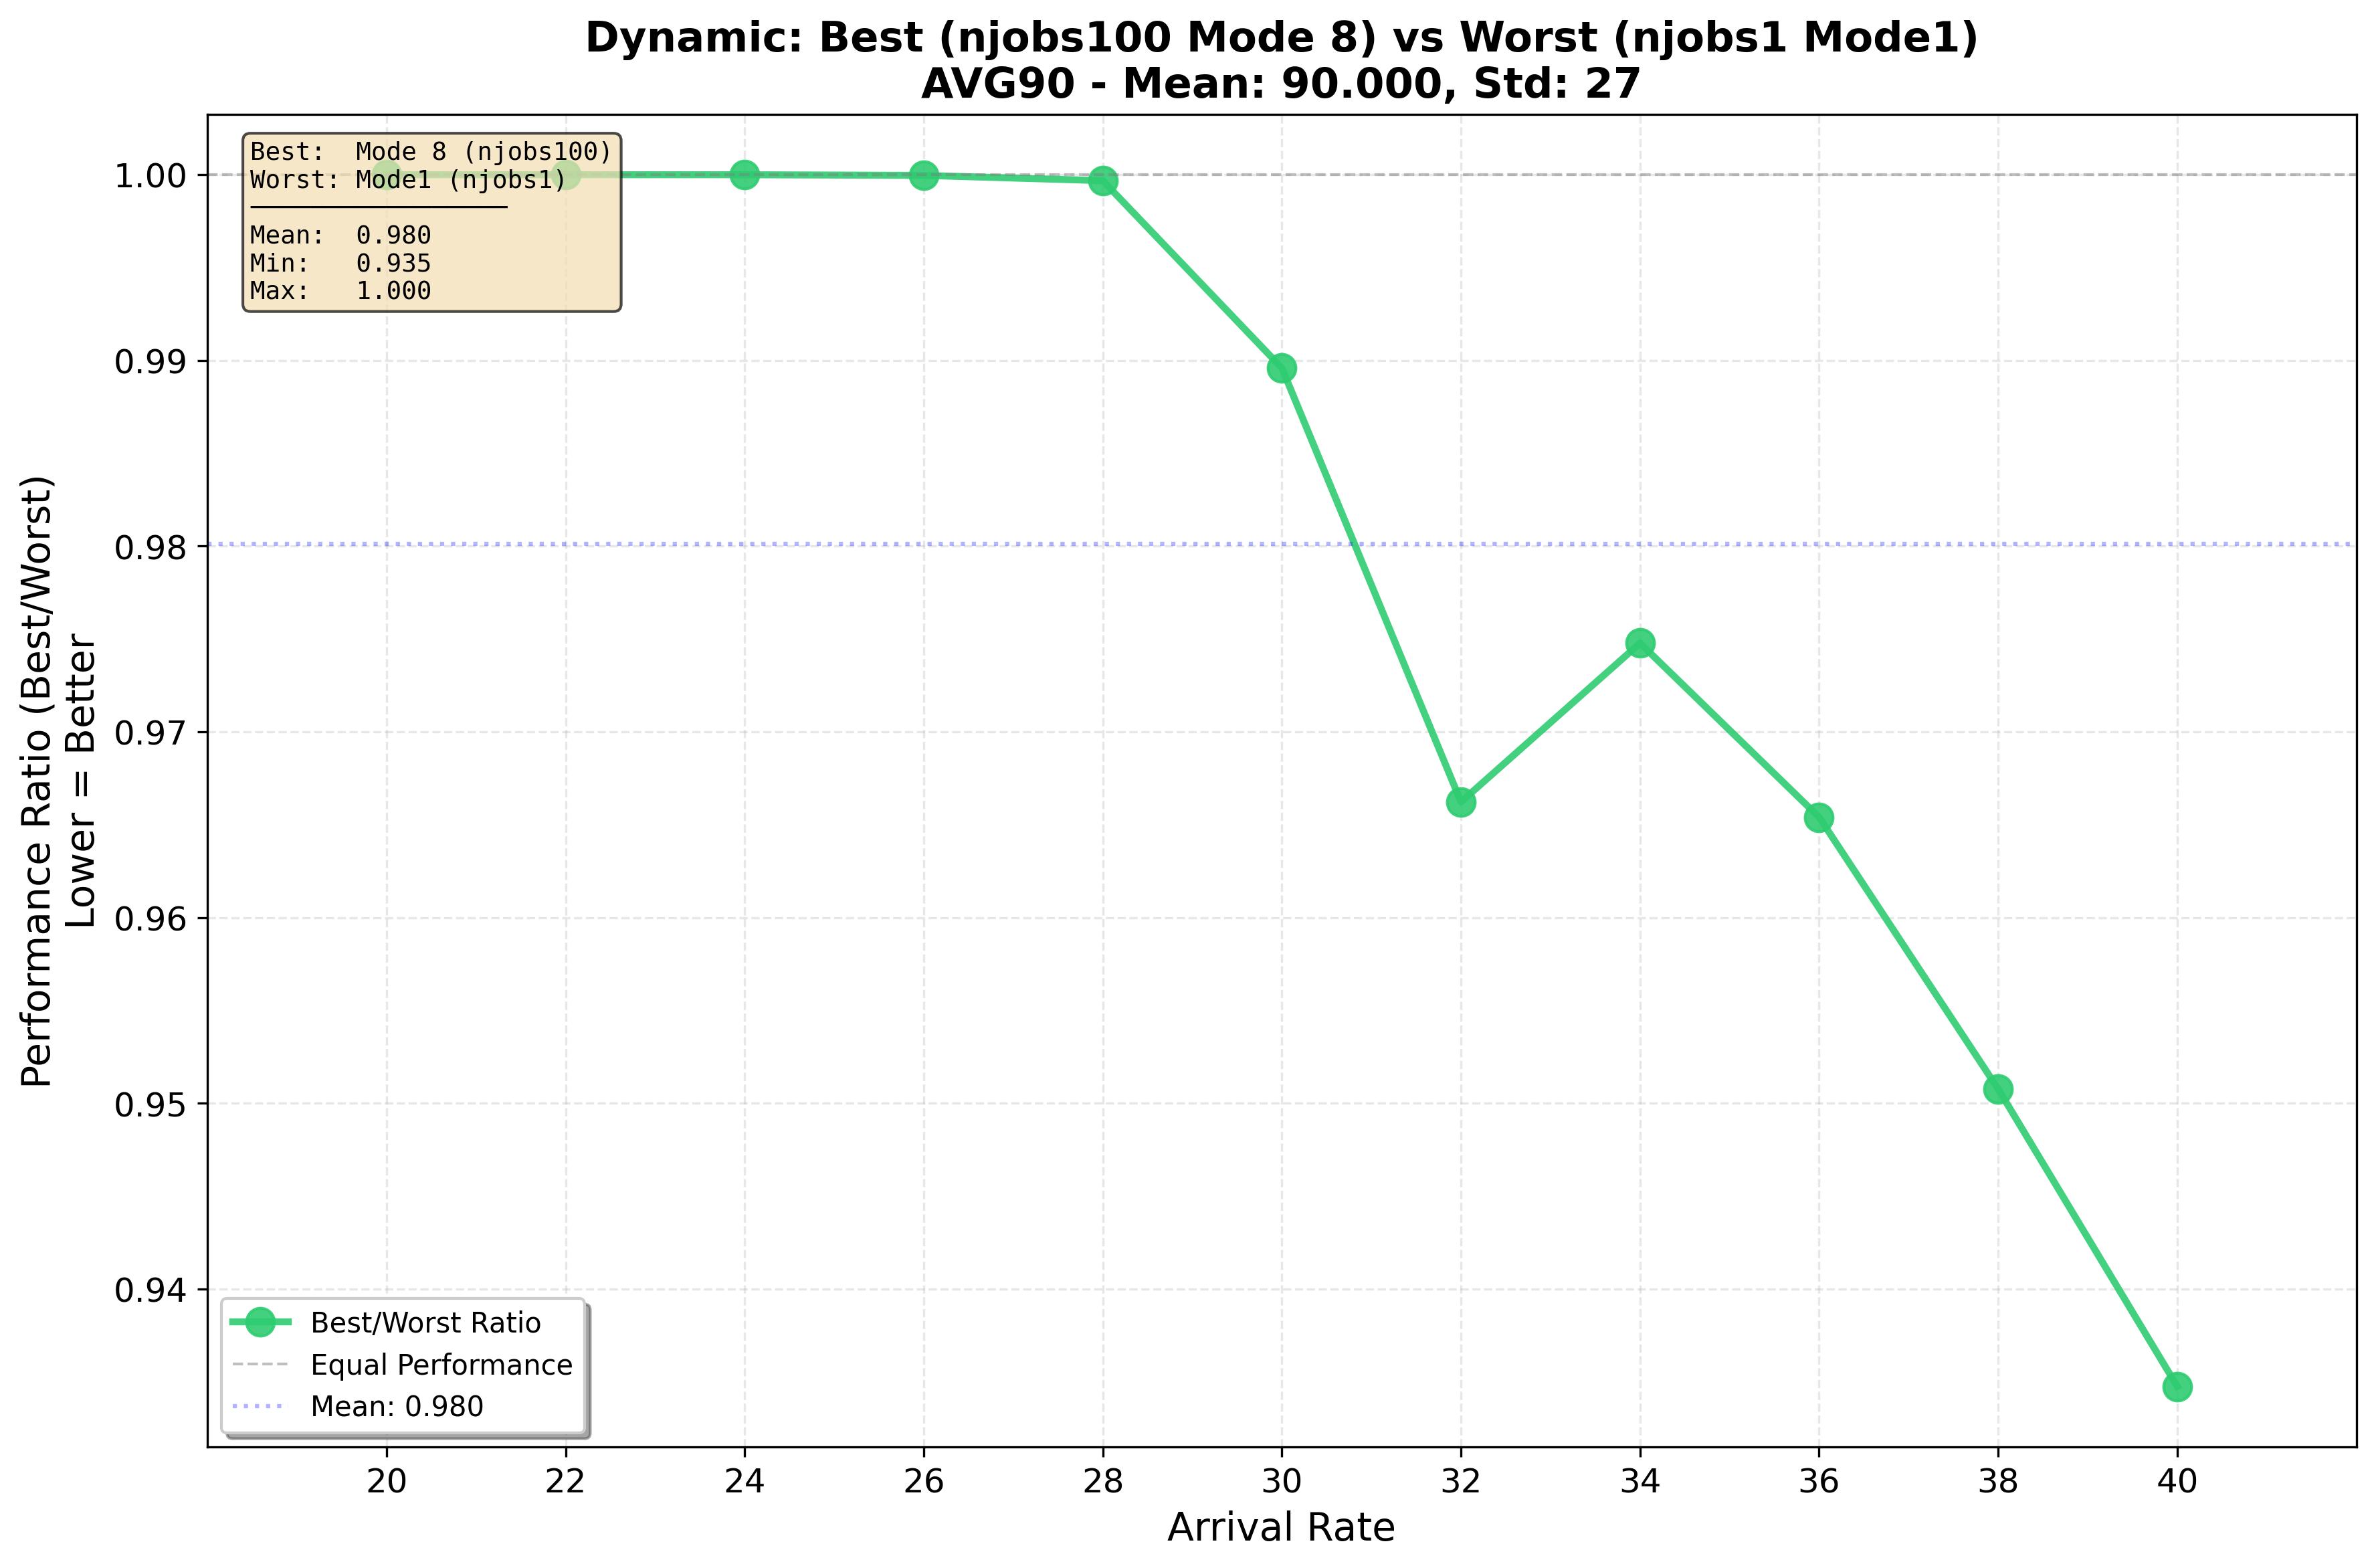 Dynamic: Best (njobs100 Mode 8) vs Worst (njobs1 Mode1)
AVG90 - Mean: 90.000, Std: 27
Best:  Mode 8 (njobs100)
Worst: Mode1 (njobs1)
Mean:  0.980
Min:   0.935
Max:   1.000
Performance Ratio (Best/Worst)
Lower = Better
1.00
0.99
0.98
0.97
0.96
0.95
0.94
Best/Worst Ratio
Equal Performance
Mean: 0.980
20 22 24 26 28 30 32 34 36 38 40
Arrival Rate